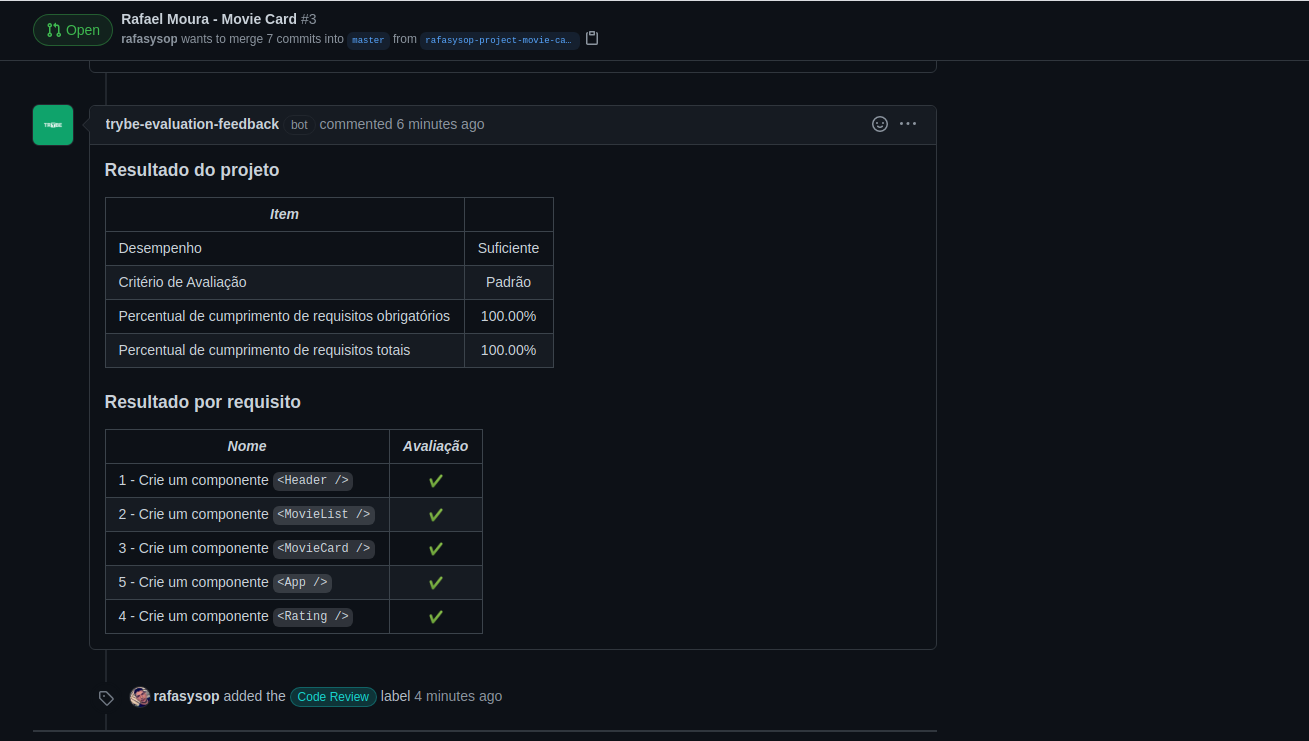 Open
Rafael Moura - Movie Card #3
rafasysop wants to merge 7 commits into master from rafasysop-project-movie-ca…
TRYBE
trybe-evaluation-feedback bot commented 6 minutes ago
Resultado do projeto
Item
Desempenho Suficiente
Critério de Avaliação Padrão
Percentual de cumprimento de requisitos obrigatórios 100.00%
Percentual de cumprimento de requisitos totais 100.00%
Resultado por requisito
Nome Avaliação
1 - Crie um componente <Header /> ✔
2 - Crie um componente <MovieList /> ✔
3 - Crie um componente <MovieCard /> ✔
5 - Crie um componente <App /> ✔
4 - Crie um componente <Rating /> ✔
rafasysop added the Code Review label 4 minutes ago